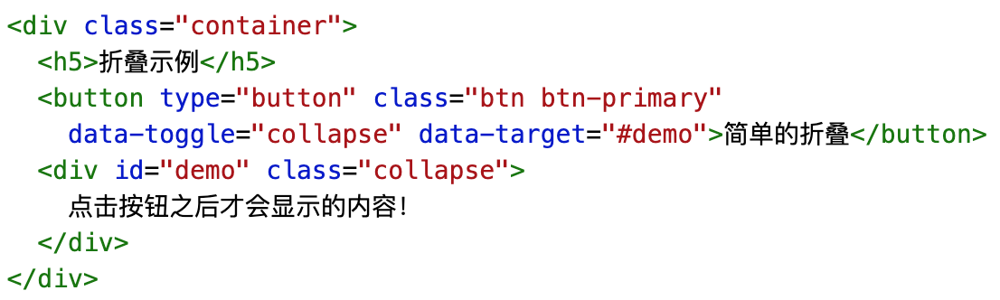 <div class="container">
  <h5>折叠示例</h5>
  <button type="button" class="btn btn-primary"
    data-toggle="collapse" data-target="#demo">简单的折叠</button>
  <div id="demo" class="collapse">
    点击按钮之后才会显示的内容!
  </div>
</div>